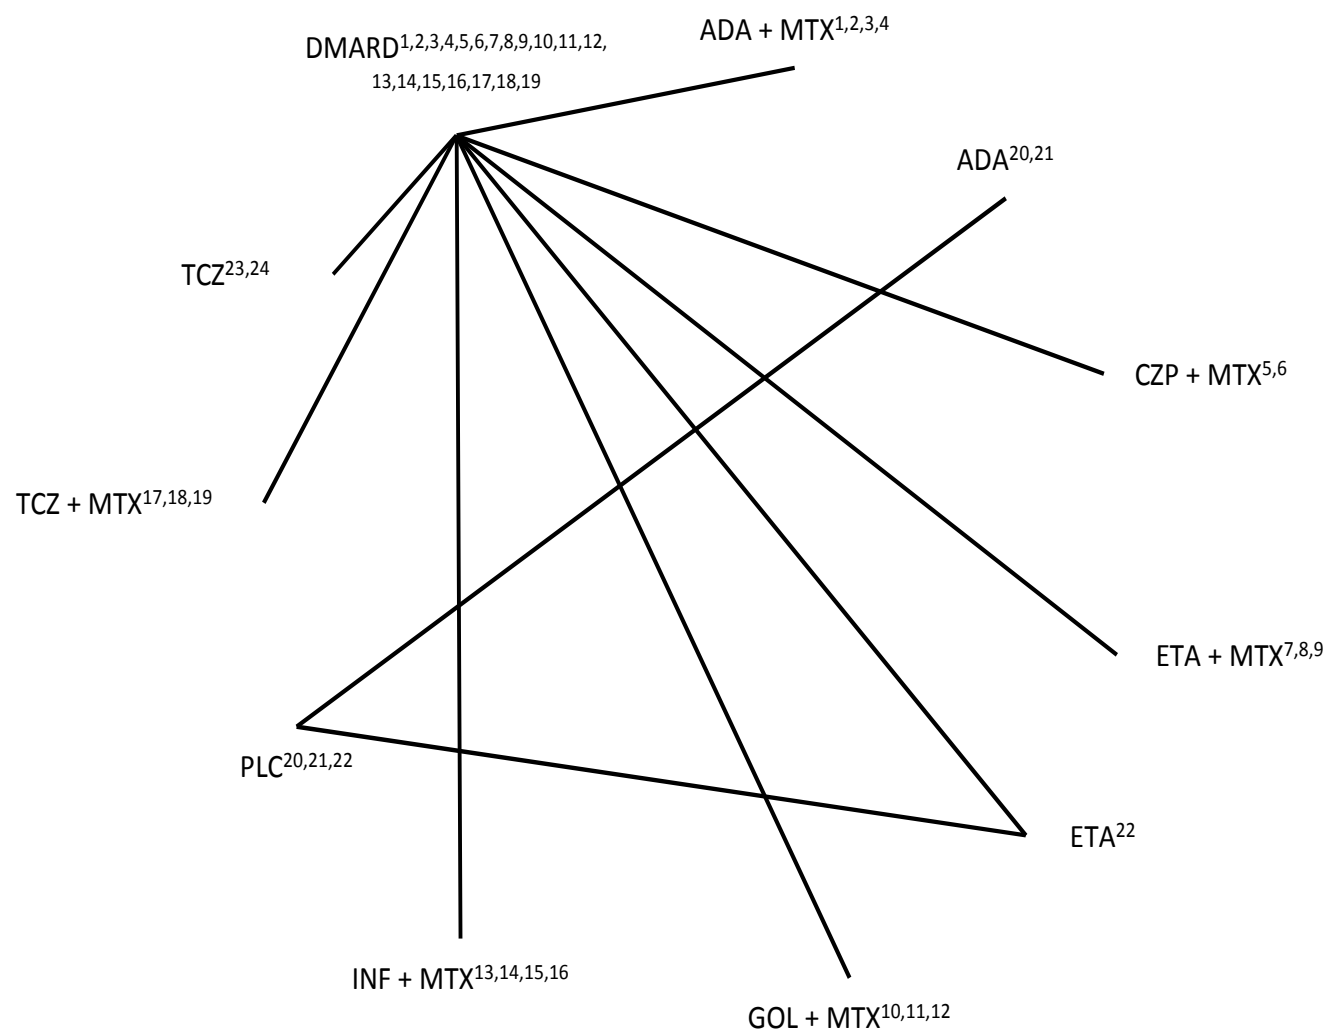 DMARD1,2,3,4,5,6,7,8,9,10,11,12,
13,14,15,16,17,18,19
ADA + MTX1,2,3,4
ADA20,21
TCZ23,24
CZP + MTX5,6
TCZ + MTX17,18,19
ETA + MTX7,8,9
PLC20,21,22
ETA22
INF + MTX13,14,15,16
GOL + MTX10,11,12